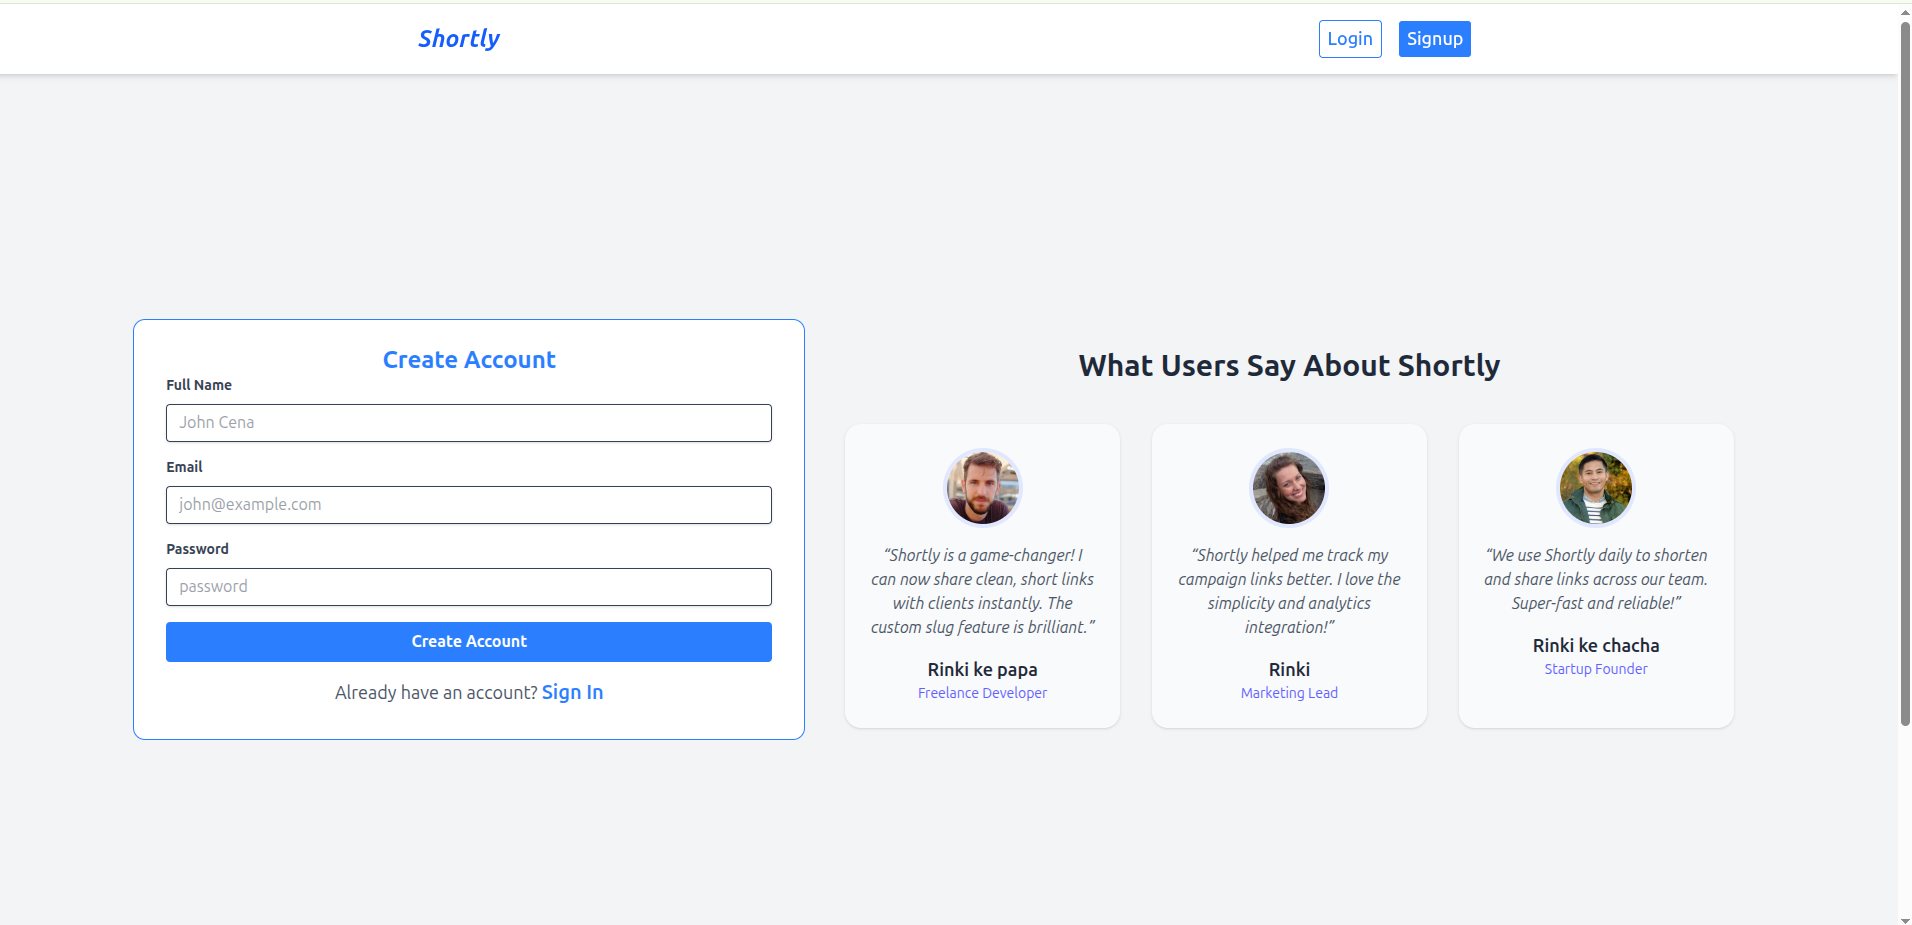 Shortly
Login
Signup
Create Account
Full Name
John Cena
Email
john@example.com
Password
password
Create Account
Already have an account? Sign In
What Users Say About Shortly
“Shortly is a game-changer! I
can now share clean, short links
with clients instantly. The
custom slug feature is brilliant.”
Rinki ke papa
Freelance Developer
“Shortly helped me track my
campaign links better. I love the
simplicity and analytics
integration!”
Rinki
Marketing Lead
“We use Shortly daily to shorten
and share links across our team.
Super-fast and reliable!”
Rinki ke chacha
Startup Founder